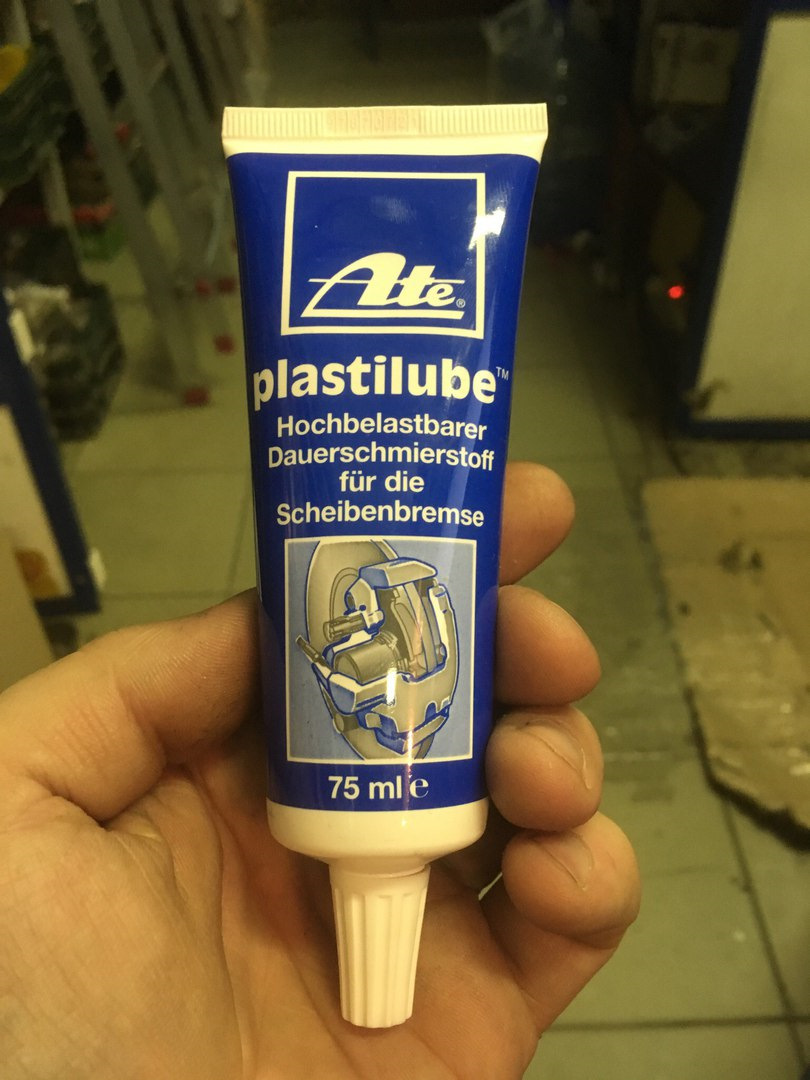 Ate®
plastilube™
Hochbelastbarer
Dauerschmierstoff
für die
Scheibenbremse
75 ml ℮